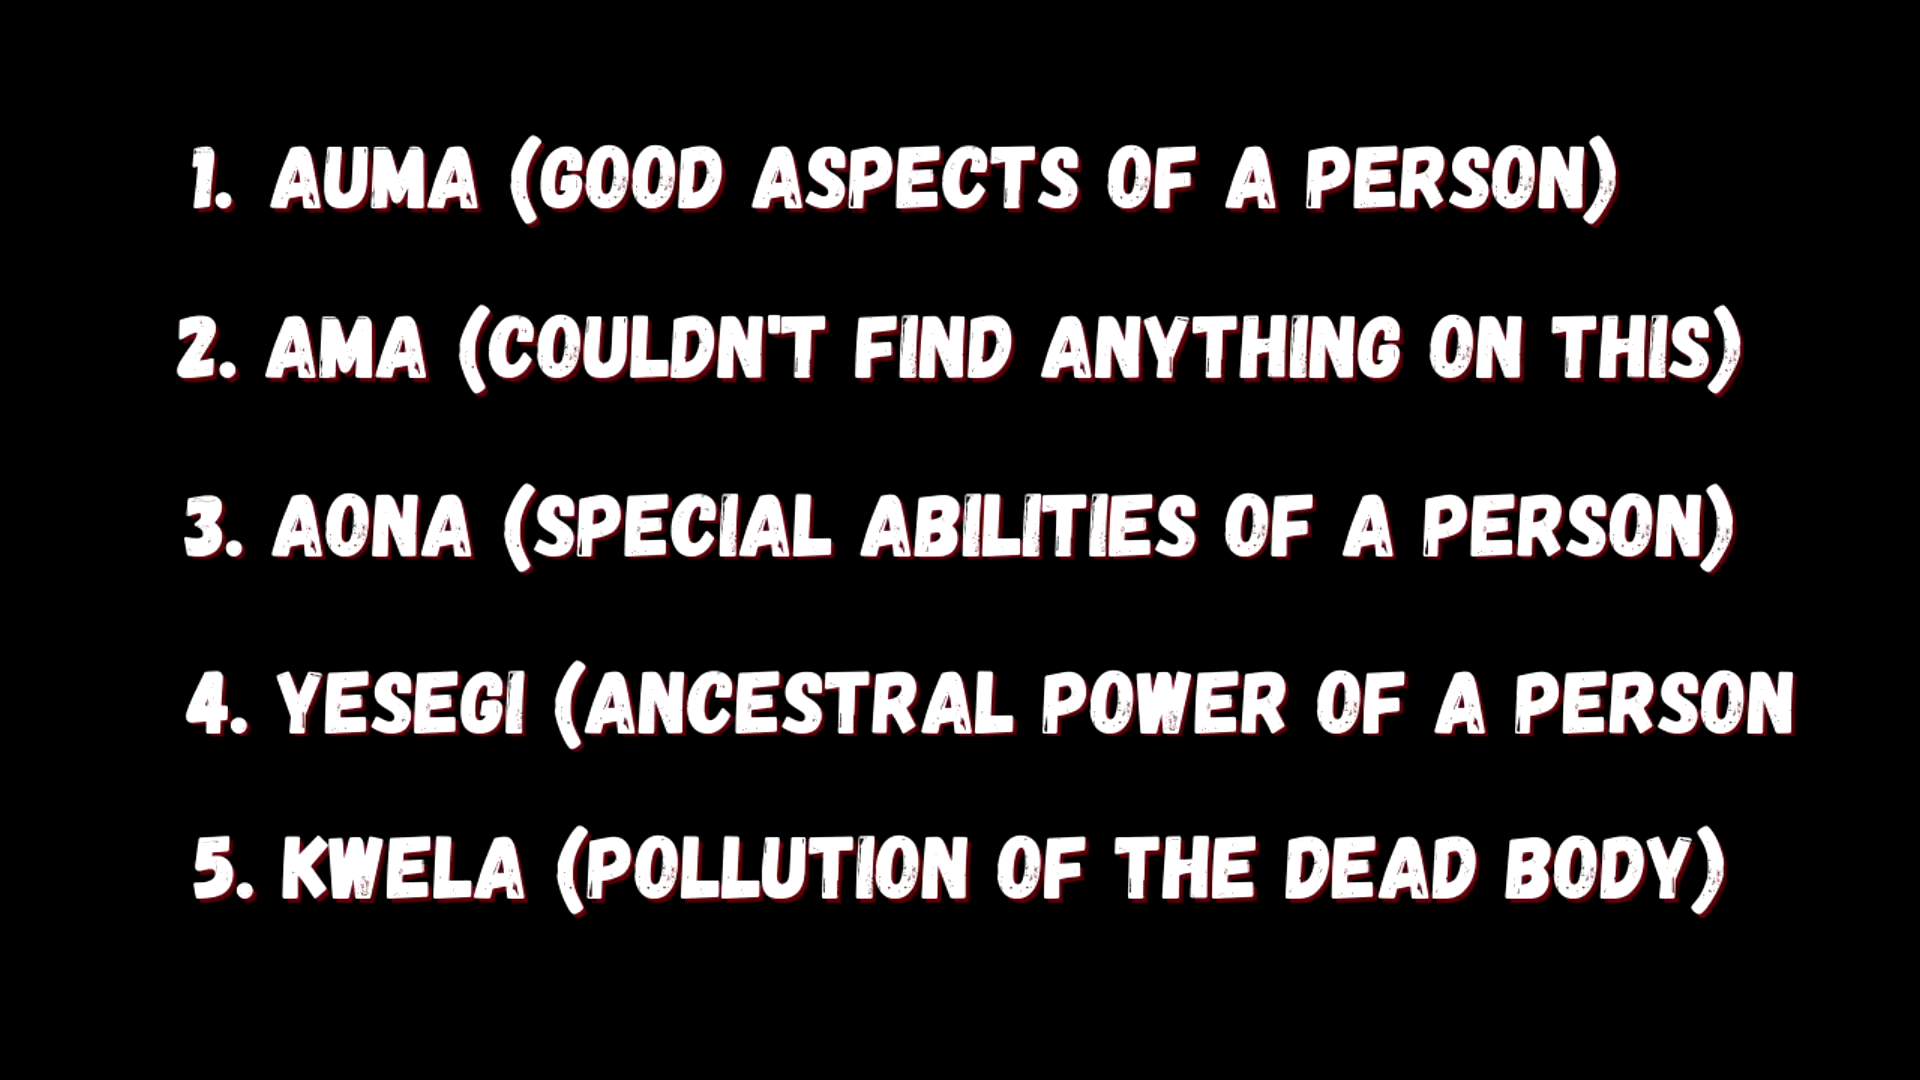 1. AUMA (GOOD ASPECTS OF A PERSON)
2. AMA (COULDN'T FIND ANYTHING ON THIS)
3. AONA (SPECIAL ABILITIES OF A PERSON)
4. YESEGI (ANCESTRAL POWER OF A PERSON
5. KWELA (POLLUTION OF THE DEAD BODY)